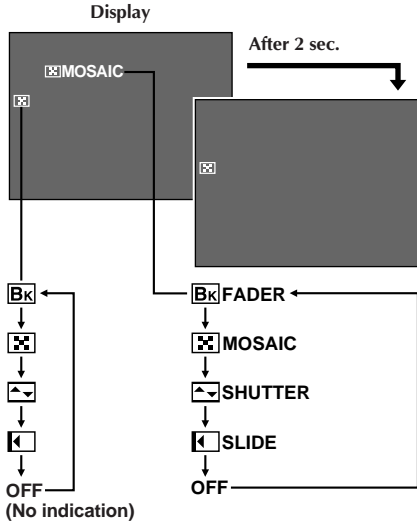 Display
After 2 sec.
MOSAIC
BK
BK FADER
MOSAIC
SHUTTER
SLIDE
OFF
(No indication)
OFF